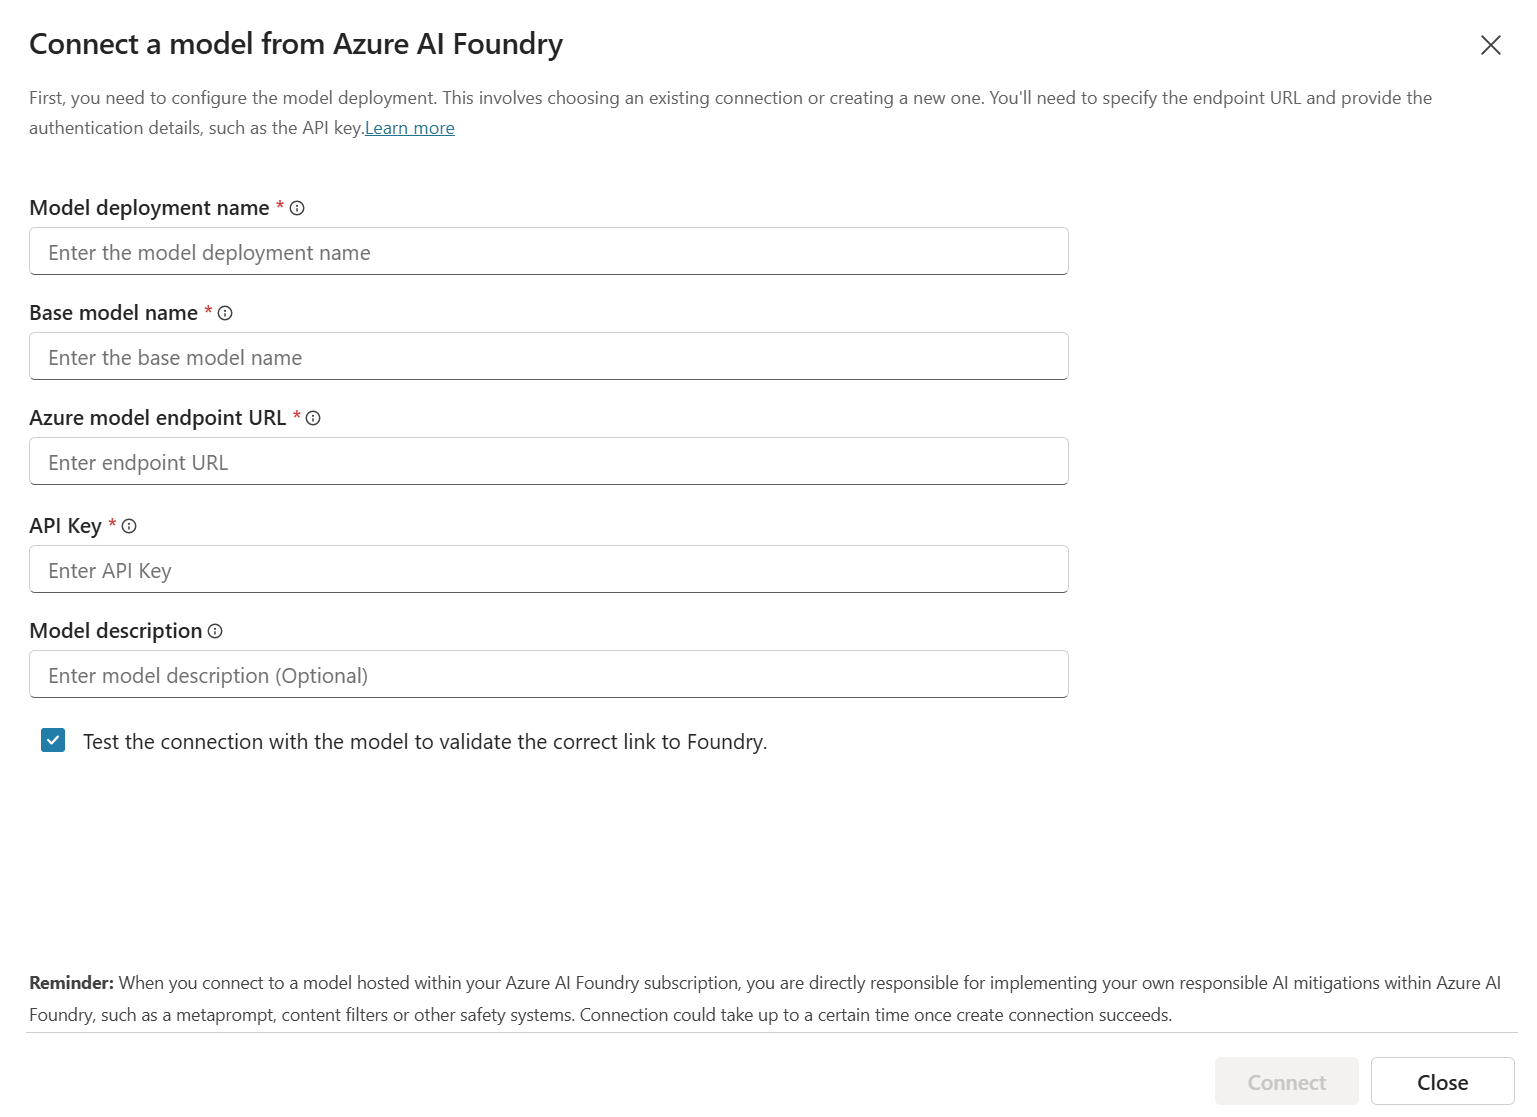 Connect a model from Azure AI Foundry
First, you need to configure the model deployment. This involves choosing an existing connection or creating a new one. You'll need to specify the endpoint URL and provide the
authentication details, such as the API key.Learn more
Model deployment name *
Enter the model deployment name
Base model name *
Enter the base model name
Azure model endpoint URL *
Enter endpoint URL
API Key *
Enter API Key
Model description
Enter model description (Optional)
Test the connection with the model to validate the correct link to Foundry.
Reminder: When you connect to a model hosted within your Azure AI Foundry subscription, you are directly responsible for implementing your own responsible AI mitigations within Azure AI
Foundry, such as a metaprompt, content filters or other safety systems. Connection could take up to a certain time once create connection succeeds.
Connect
Close